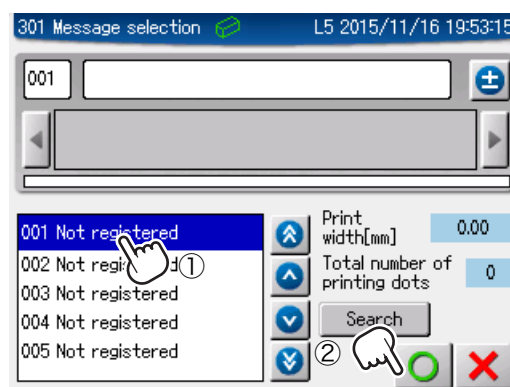 301 Message selection L5 2015/11/16 19:53:15
001
±
001 Not registered
①
002 Not registered
003 Not registered
004 Not registered
005 Not registered
Print
width[mm] 0.00
Total number of
printing dots 0
Search
②